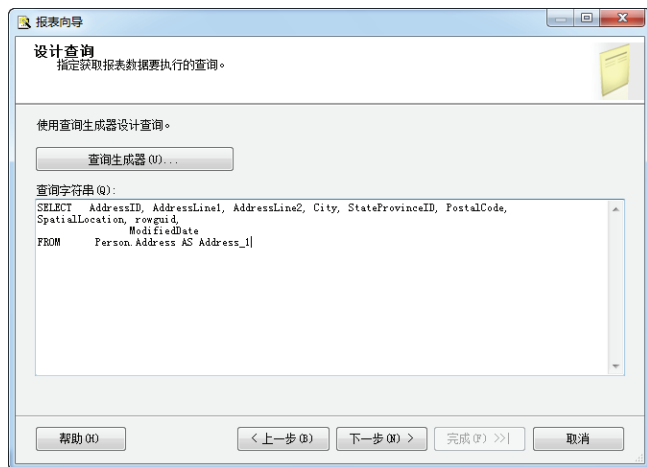 报表向导
设计查询
指定获取报表数据要执行的查询。
使用查询生成器设计查询。
查询生成器(U)...
查询字符串(Q):
SELECT AddressID, AddressLine1, AddressLine2, City, StateProvinceID, PostalCode,
SpatialLocation, rowguid,
ModifiedDate
FROM Person.Address AS Address_1
帮助(H)
<上一步(B)
下一步(N) >
完成(F) >>|
取消